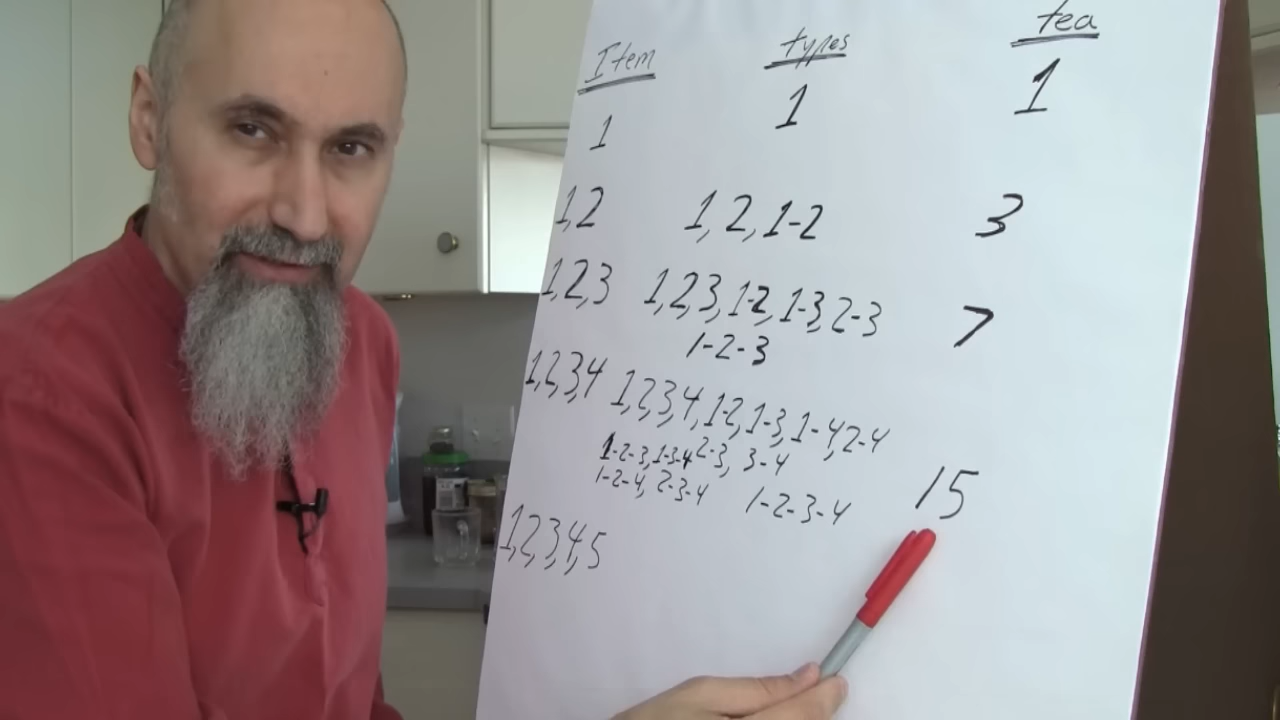 Item types tea
1 1 1
1,2 1, 2, 1-2 3
1,2,3 1,2,3, 1-2, 1-3, 2-3 7
1-2-3
1,2,3,4 1,2,3,4, 1-2, 1-3, 1-4, 2-4
1-2-3, 1-3-4 2-3, 3-4
1-2-4, 2-3-4 1-2-3-4 15
1,2,3,4,5